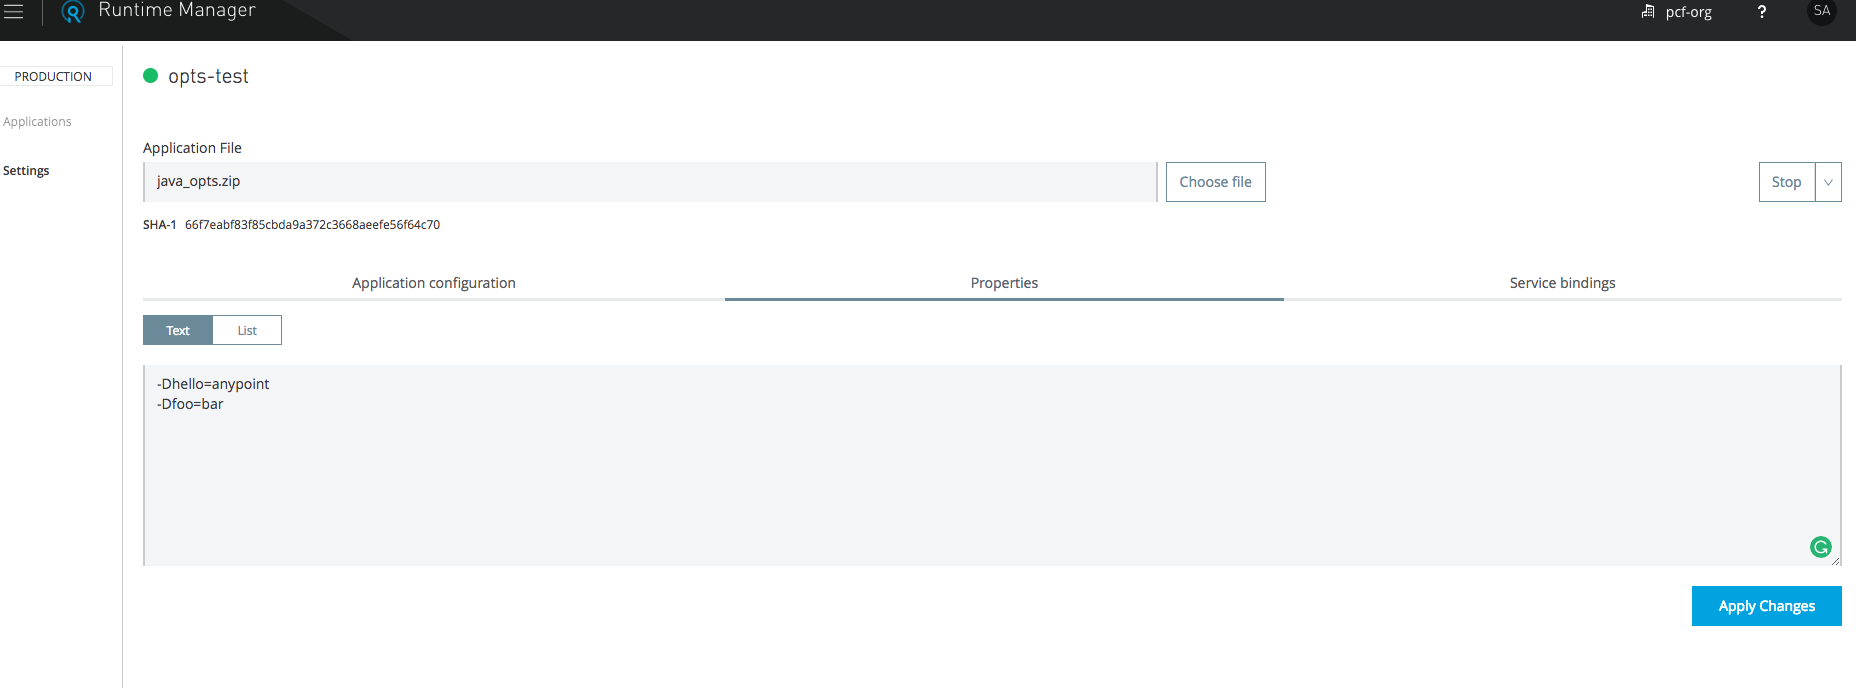 Runtime Manager
pcf-org
?
SA
PRODUCTION
Applications
Settings
opts-test
Application File
java_opts.zip
Choose file
Stop
SHA-1 66f7eabf83f85cbda9a372c3668aeefe56f64c70
Application configuration
Properties
Service bindings
Text
List
-Dhello=anypoint
-Dfoo=bar
Apply Changes